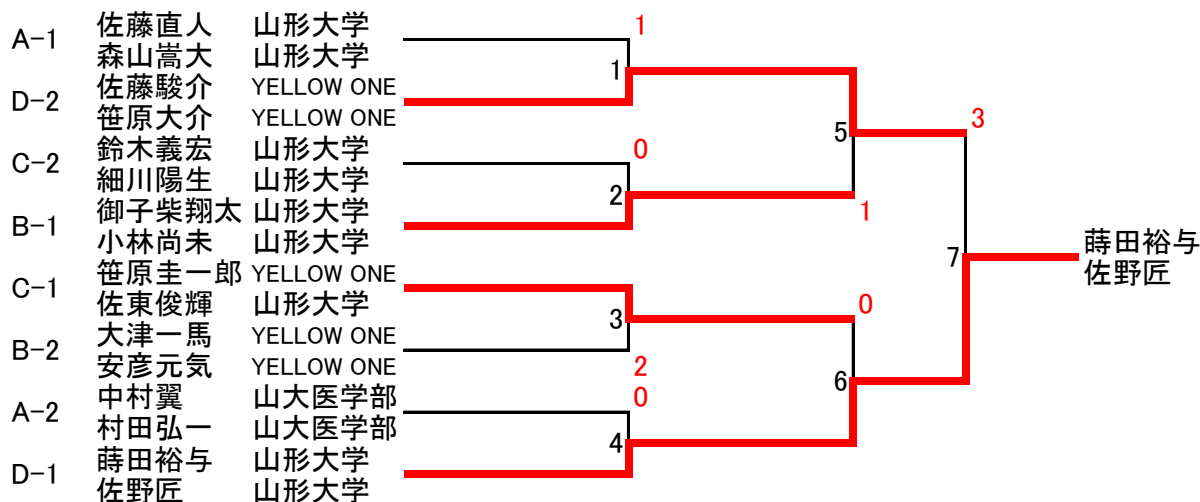 佐藤直人 山形大学 1
A-1
森山嵩大 山形大学
1
佐藤駿介 YELLOW ONE
D-2
笹原大介 YELLOW ONE
5 3
鈴木義宏 山形大学 0
C-2
細川陽生 山形大学
2
御子柴翔太 山形大学 1
B-1
小林尚未 山形大学
7 蒔田裕与
佐野匠
笹原圭一郎 YELLOW ONE
C-1
佐東俊輝 山形大学 0
3
大津一馬 YELLOW ONE
B-2
安彦元気 YELLOW ONE 2
6
中村翼 山大医学部 0
A-2
村田弘一 山大医学部
4
蒔田裕与 山形大学
D-1
佐野匠 山形大学